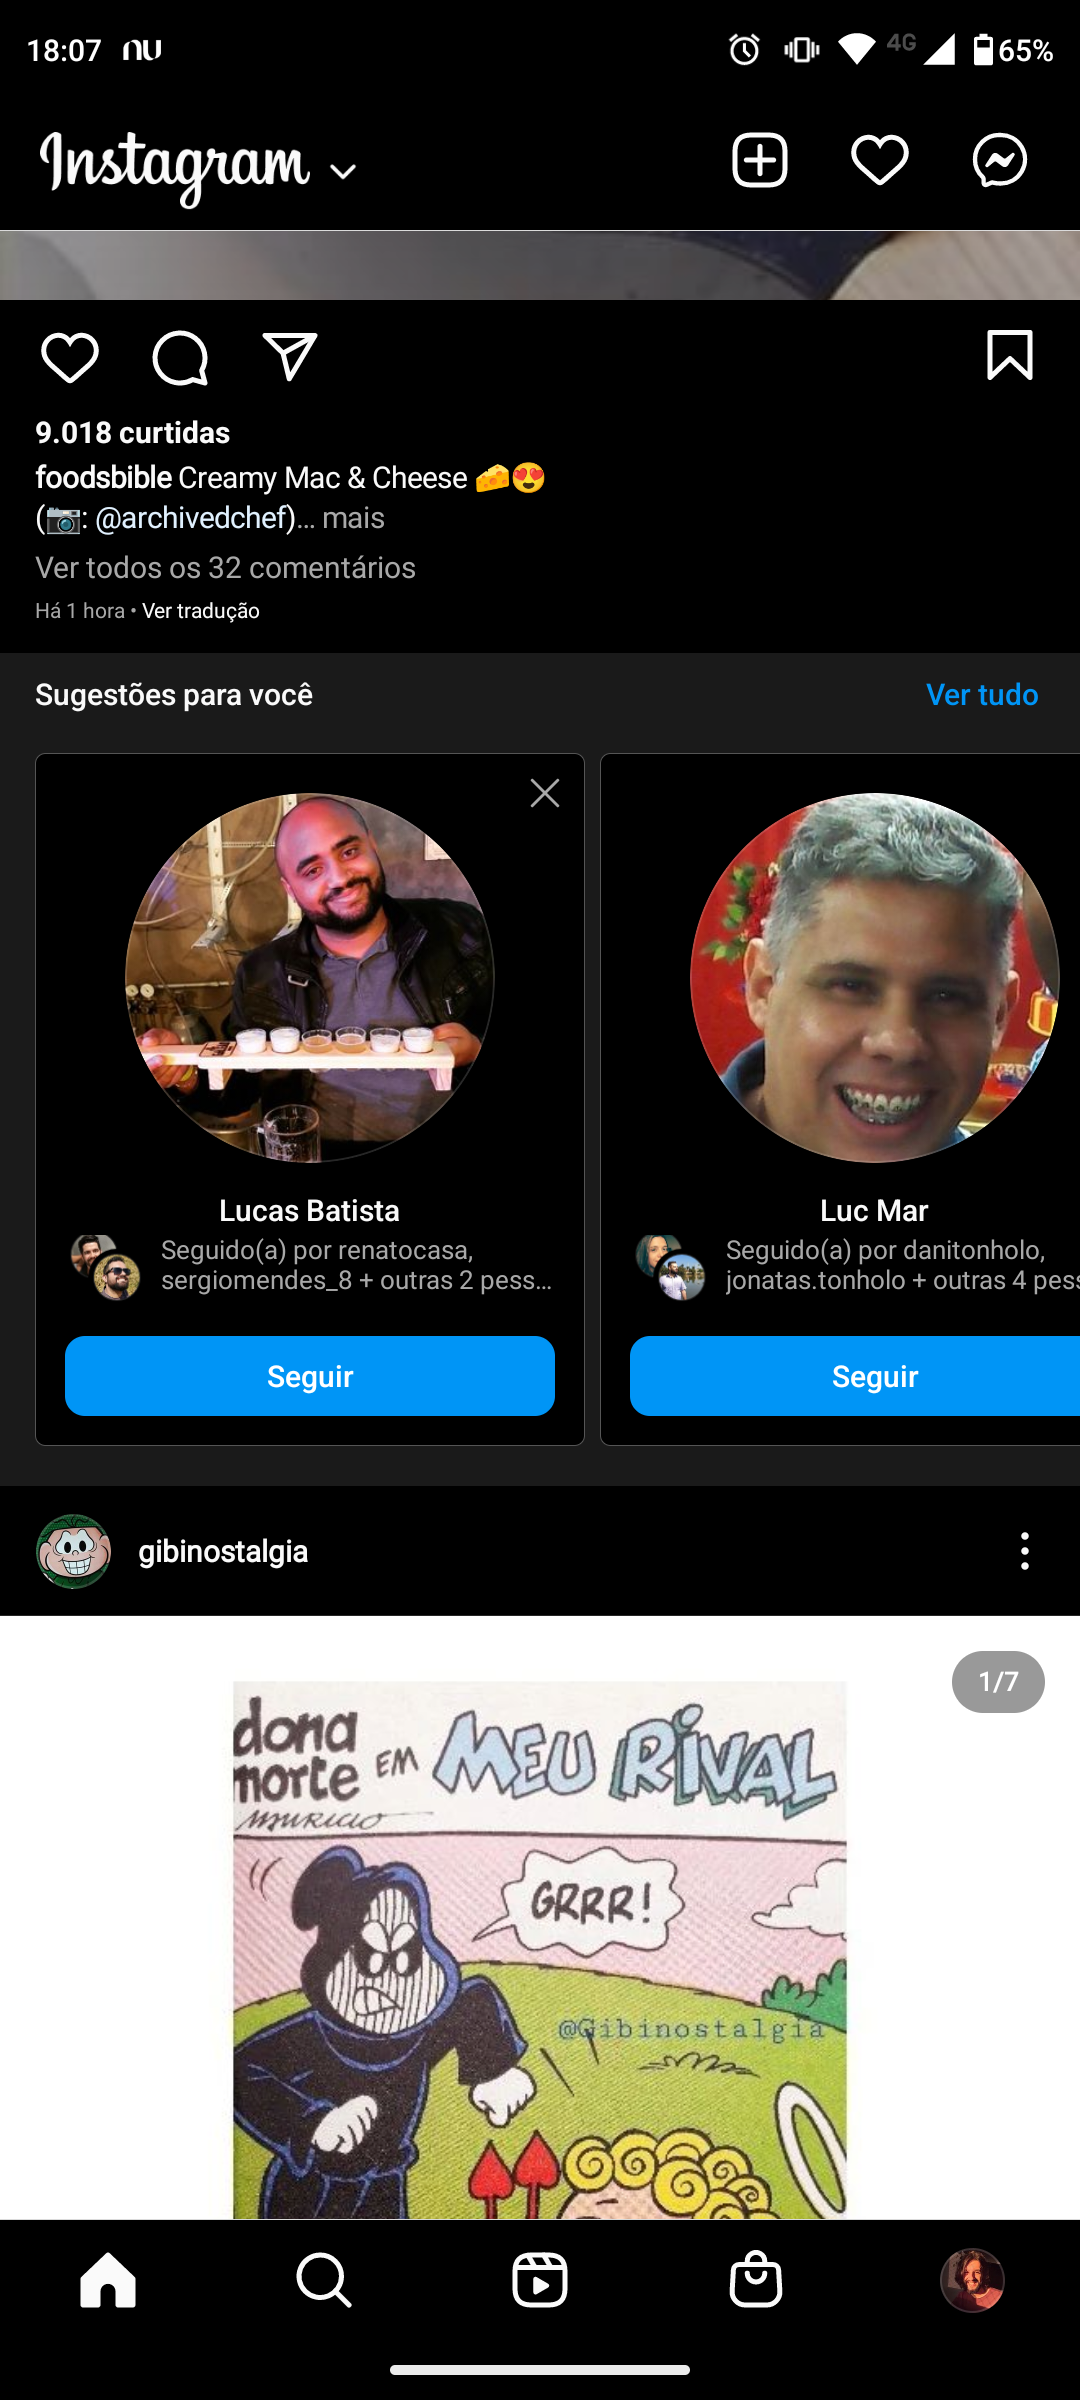 18:07 nu 4G 65%
Instagram
9.018 curtidas
foodsbible Creamy Mac & Cheese 🧀😍
(📷: @archivedchef)... mais
Ver todos os 32 comentários
Há 1 hora • Ver tradução
Sugestões para você Ver tudo
Lucas Batista
Seguido(a) por renatocasa,
sergiomendes_8 + outras 2 pess...
Seguir
Luc Mar
Seguido(a) por danitonholo,
jonatas.tonholo + outras 4 pess
Seguir
gibinostalgia
1/7
dona
morte EM MEU RIVAL
MAURICIO
GRRR!
@Gibinostalgia